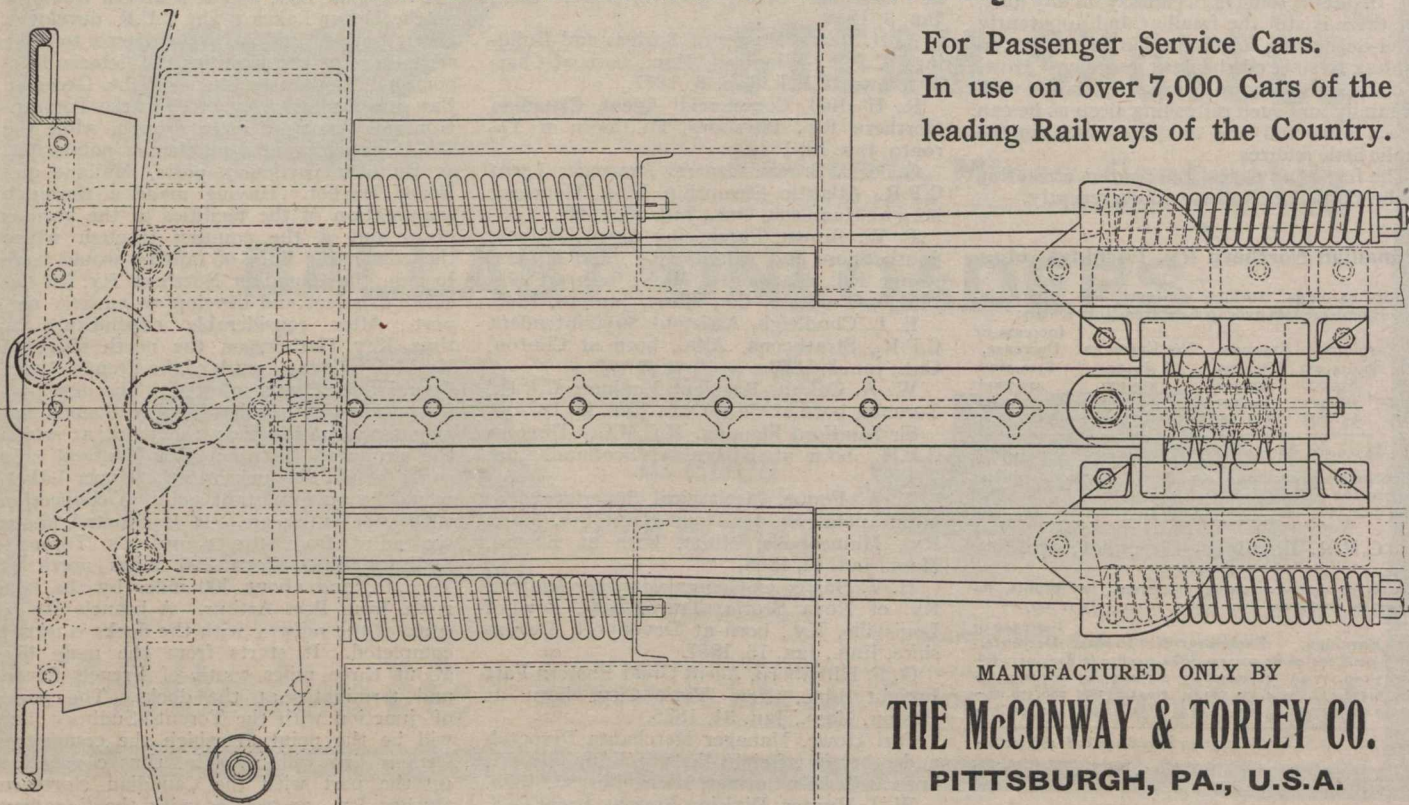 For Passenger Service Cars.
In use on over 7,000 Cars of the
leading Railways of the Country.
MANUFACTURED ONLY BY
THE McCONWAY & TORLEY CO.
PITTSBURGH, PA., U.S.A.